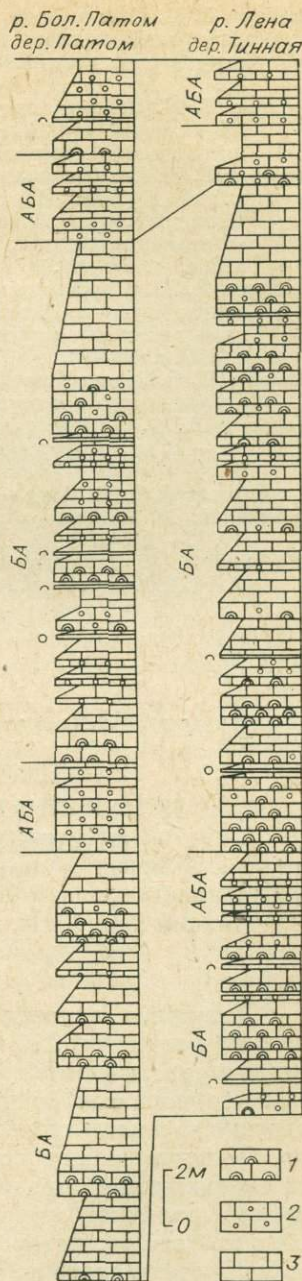 р. Бол. Патом
дер. Патом
р. Лена
дер. Тинная
АБА
АБА
БА
БА
АБА
АБА
БА
БА
2м
0
1
2
3